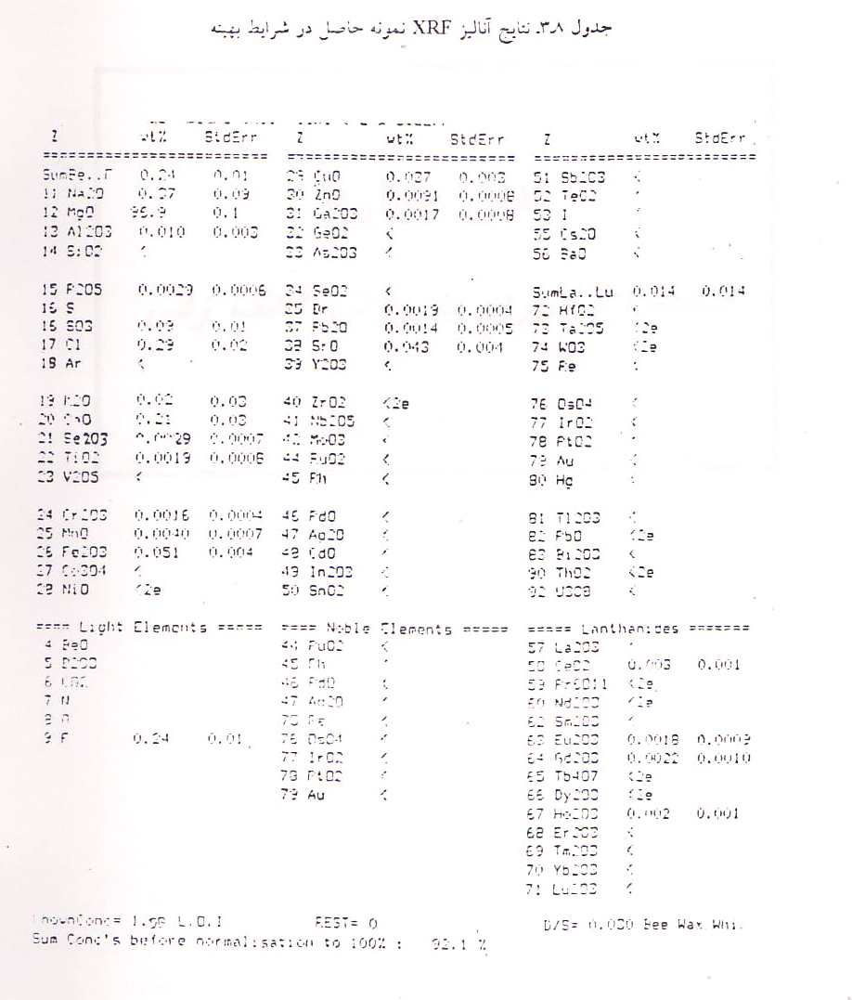 جدول ۳.۸. نتایج آنالیز XRF نمونه حاصل در شرایط بهینه
Z wt% StdErr Z wt% StdErr Z wt% StdErr
SumBe..F 0.24 0.01 29 CuO 0.037 0.003 51 Sb2O3 <
11 Na2O 0.37 0.09 30 ZnO 0.0091 0.0008 52 TeO2
12 MgO 96.9 0.1 31 Ga2O3 0.0017 0.0008 53 I
13 Al2O3 0.010 0.003 32 GeO2 < 55 Cs2O <
14 SiO2 < 33 As2O3 < 56 BaO <
15 P2O5 0.0029 0.0006 34 SeO2 < SumLa..Lu 0.014 0.014
16 S 35 Br 0.0019 0.0004 72 HfO2
16 SO3 0.09 0.01 37 Rb2O 0.0014 0.0005 73 Ta2O5 <2e
17 Cl 0.29 0.02 38 SrO 0.043 0.004 74 WO3 <2e
18 Ar < 39 Y2O3 < 75 Re <
19 K2O 0.02 0.03 40 ZrO2 <2e 76 OsO4 <
20 CaO 0.21 0.03 41 Nb2O5 < 77 IrO2 <
21 Sc2O3 0.0029 0.0007 42 MoO3 < 78 PtO2
22 TiO2 0.0019 0.0006 44 RuO2 < 79 Au <
23 V2O5 < 45 Rh < 80 Hg
24 Cr2O3 0.0016 0.0004 46 PdO < 81 Tl2O3 <
25 MnO 0.0040 0.0007 47 Ag2O < 82 PbO <2e
26 Fe2O3 0.051 0.004 48 CdO < 83 Bi2O3 <
27 Co3O4 < 49 In2O3 < 90 ThO2 <2e
28 NiO <2e 50 SnO2 < 92 U3O8 <
==== Light Elements ===== ==== Noble Elements ===== ===== Lanthanides =======
4 BeO 44 RuO2 < 57 La2O3
5 B2O3 45 Rh < 58 CeO2 0.003 0.001
6 CO2 46 PdO < 59 Pr6O11 <2e
7 N 47 Ag2O < 60 Nd2O3 <2e
8 O 75 Re < 62 Sm2O3 <
9 F 0.24 0.01 76 OsO4 < 63 Eu2O3 0.0018 0.0009
77 IrO2 < 64 Gd2O3 0.0022 0.0010
78 PtO2 < 65 Tb4O7 <2e
79 Au < 66 Dy2O3 <2e
67 Ho2O3 0.002 0.001
68 Er2O3 <
69 Tm2O3 <
70 Yb2O3 <
71 Lu2O3 <
KnownConc= 1.58 L.O.I REST= 0 D/S= 0.000 Bee Wax Whi.
Sum Conc's before normalisation to 100% : 92.1 %